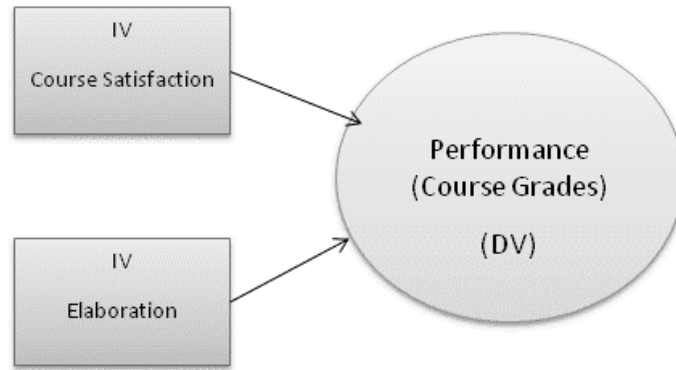 IV
Course Satisfaction
Performance
(Course Grades)
(DV)
IV
Elaboration